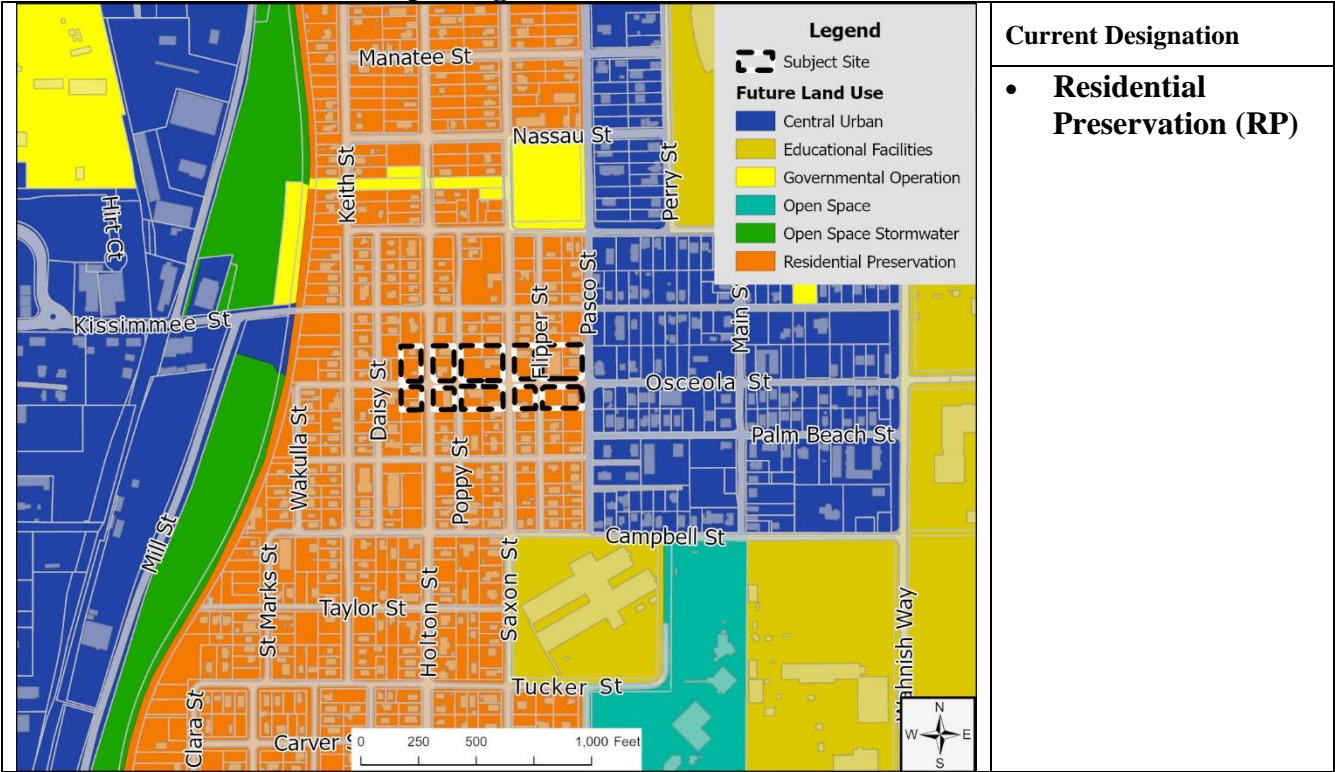 Legend
Subject Site
Future Land Use
Central Urban
Educational Facilities
Governmental Operation
Open Space
Open Space Stormwater
Residential Preservation
Manatee St
Nassau St
Keith St
Perry St
Hirt Ct
Kissimmee St
Flipper St
Pasco St
Main St
Daisy St
Osceola St
Wakulla St
Poppy St
Palm Beach St
Mill St
Campbell St
St Marks St
Taylor St
Holton St
Saxon St
Wahnish Way
Tucker St
Clara St
Carver S
0 250 500 1,000 Feet
N
W E
S
Current Designation
• Residential
Preservation (RP)